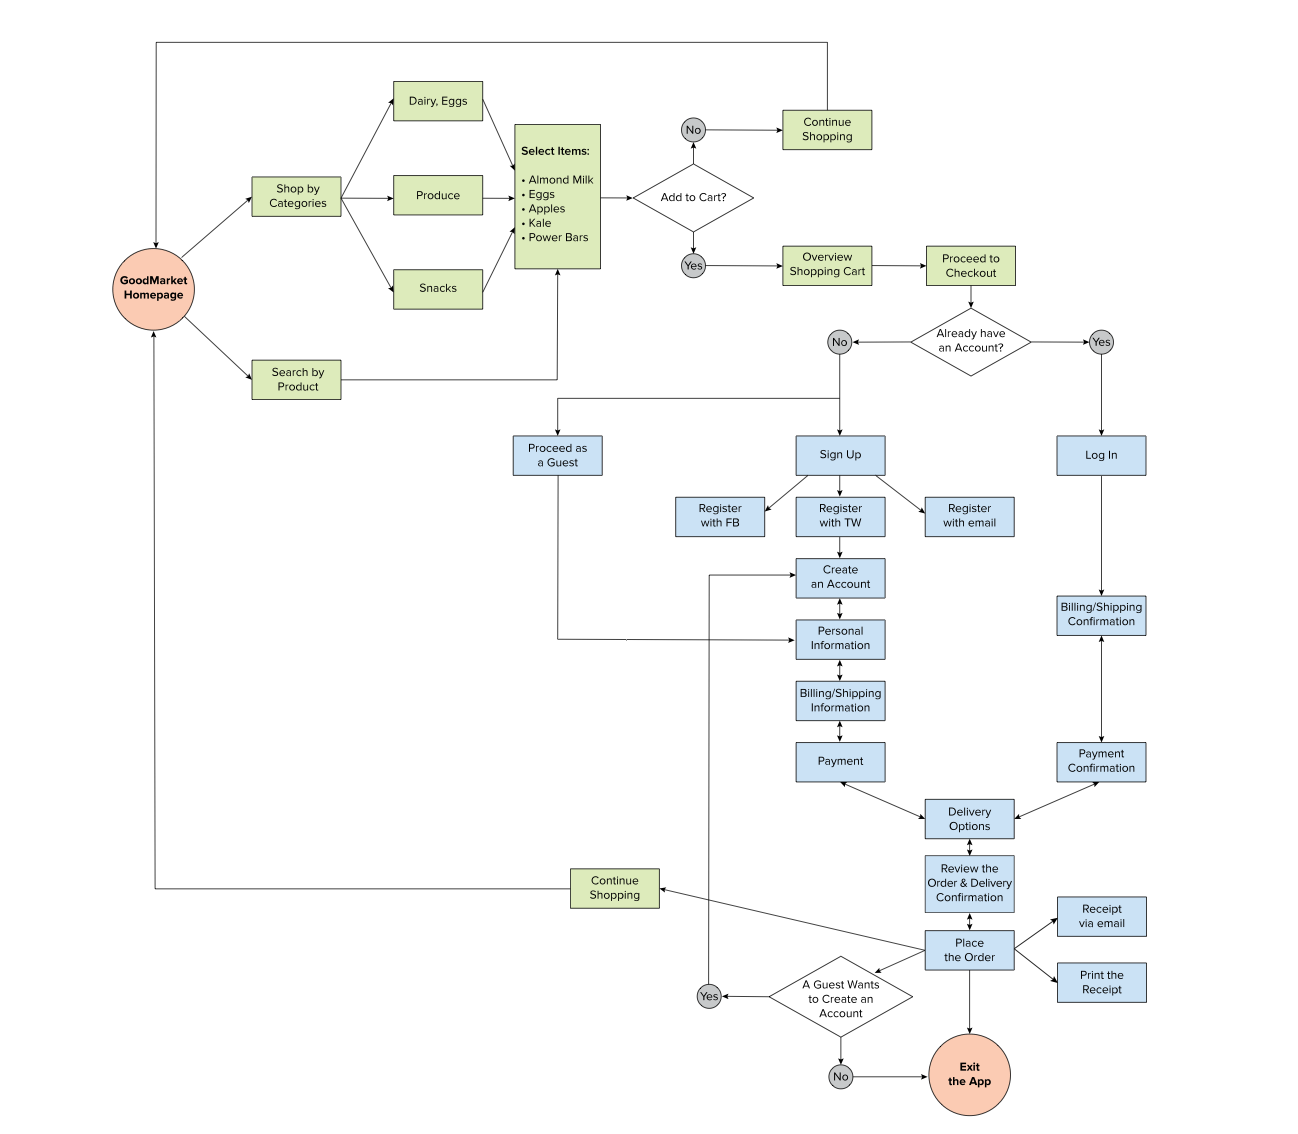 Dairy, Eggs
Continue
Shopping
No
Select Items:
• Almond Milk
• Eggs
• Apples
• Kale
• Power Bars
Shop by
Categories
Produce
Add to Cart?
Snacks
Yes
Overview
Shopping Cart
Proceed to
Checkout
GoodMarket
Homepage
Search by
Product
No
Already have
an Account?
Yes
Proceed as
a Guest
Sign Up
Log In
Register
with FB
Register
with TW
Register
with email
Create
an Account
Billing/Shipping
Confirmation
Personal
Information
Billing/Shipping
Information
Payment
Payment
Confirmation
Delivery
Options
Continue
Shopping
Review the
Order & Delivery
Confirmation
Receipt
via email
Place
the Order
Print the
Receipt
Yes
A Guest Wants
to Create an
Account
No
Exit
the App